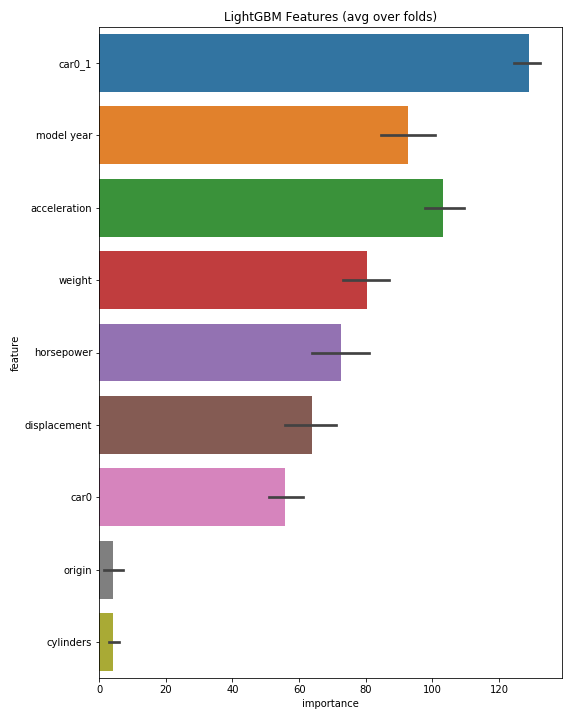 LightGBM Features (avg over folds)
car0_1
model year
acceleration
weight
horsepower
displacement
car0
origin
cylinders
feature
0 20 40 60 80 100 120
importance